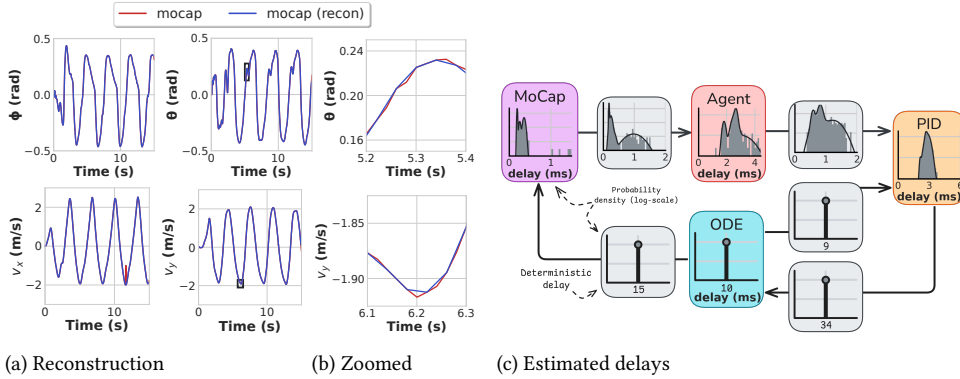 mocap mocap (recon)
0.5
0.0
−0.5
ϕ (rad)
0 10
Time (s)
0.5
0.0
−0.5
θ (rad)
0 10
Time (s)
0.24
0.20
0.16
θ (rad)
5.2 5.3 5.4
Time (s)
2
0
−2
vx (m/s)
0 10
Time (s)
2
0
−2
vy (m/s)
0 10
Time (s)
−1.85
−1.90
vy (m/s)
6.1 6.2 6.3
Time (s)
MoCap
0 1
delay (ms)
0 1 2
Agent
0 2 4
delay (ms)
0 1 2
PID
0 3 6
delay (ms)
Probability
density (log-scale)
Deterministic
delay
15
ODE
10
delay (ms)
9
34
(a) Reconstruction (b) Zoomed (c) Estimated delays